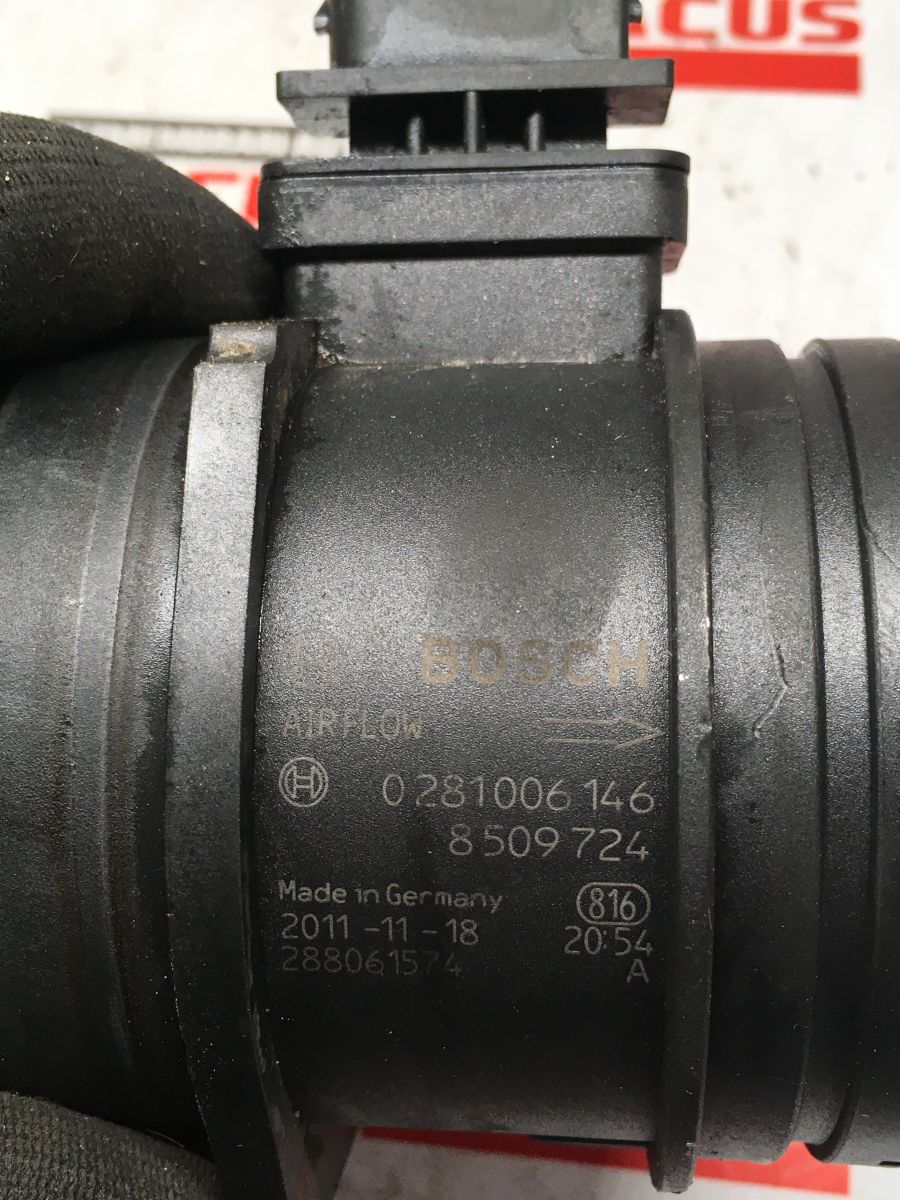 CUS
BOSCH
AIRFLOW
0 281 006 146
8 509 724
Made in Germany
816
2011-11-18
20:54
288061574
A